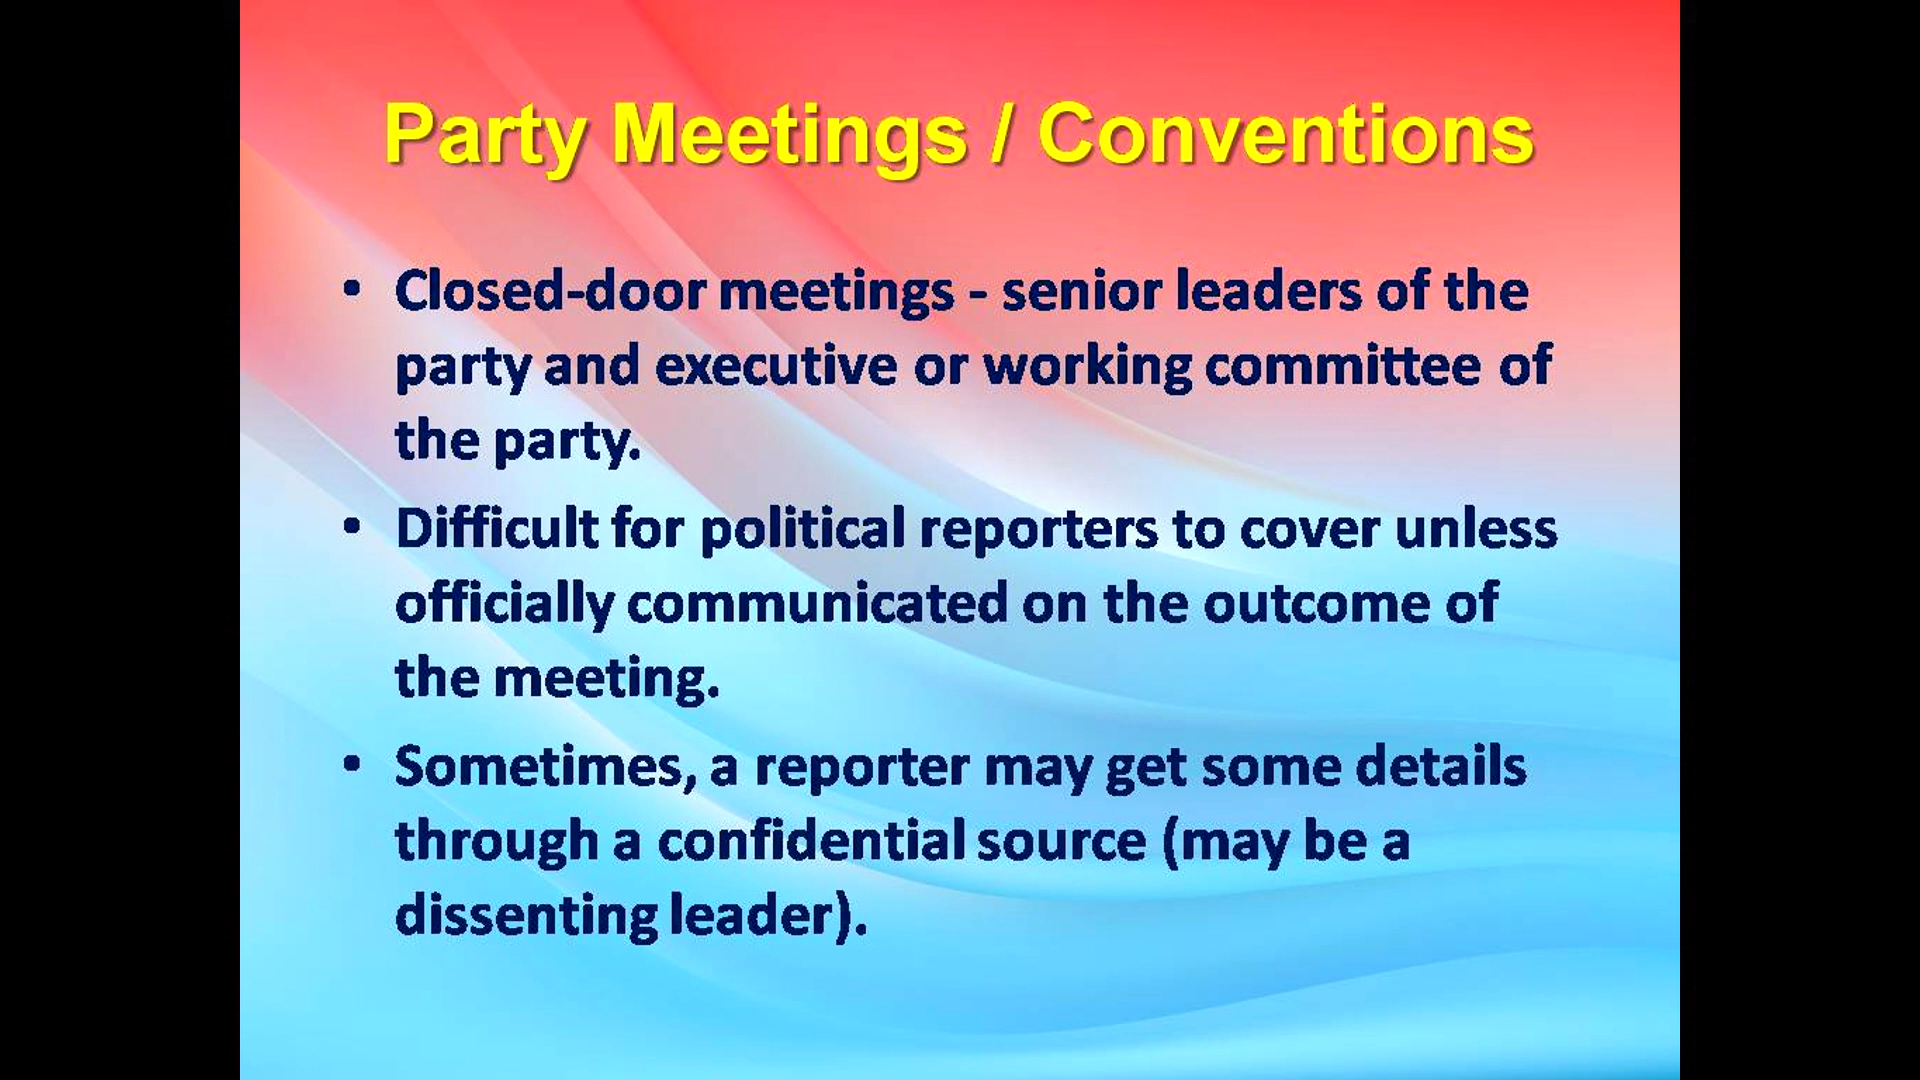 Party Meetings / Conventions
• Closed-door meetings - senior leaders of the
party and executive or working committee of
the party.
• Difficult for political reporters to cover unless
officially communicated on the outcome of
the meeting.
• Sometimes, a reporter may get some details
through a confidential source (may be a
dissenting leader).